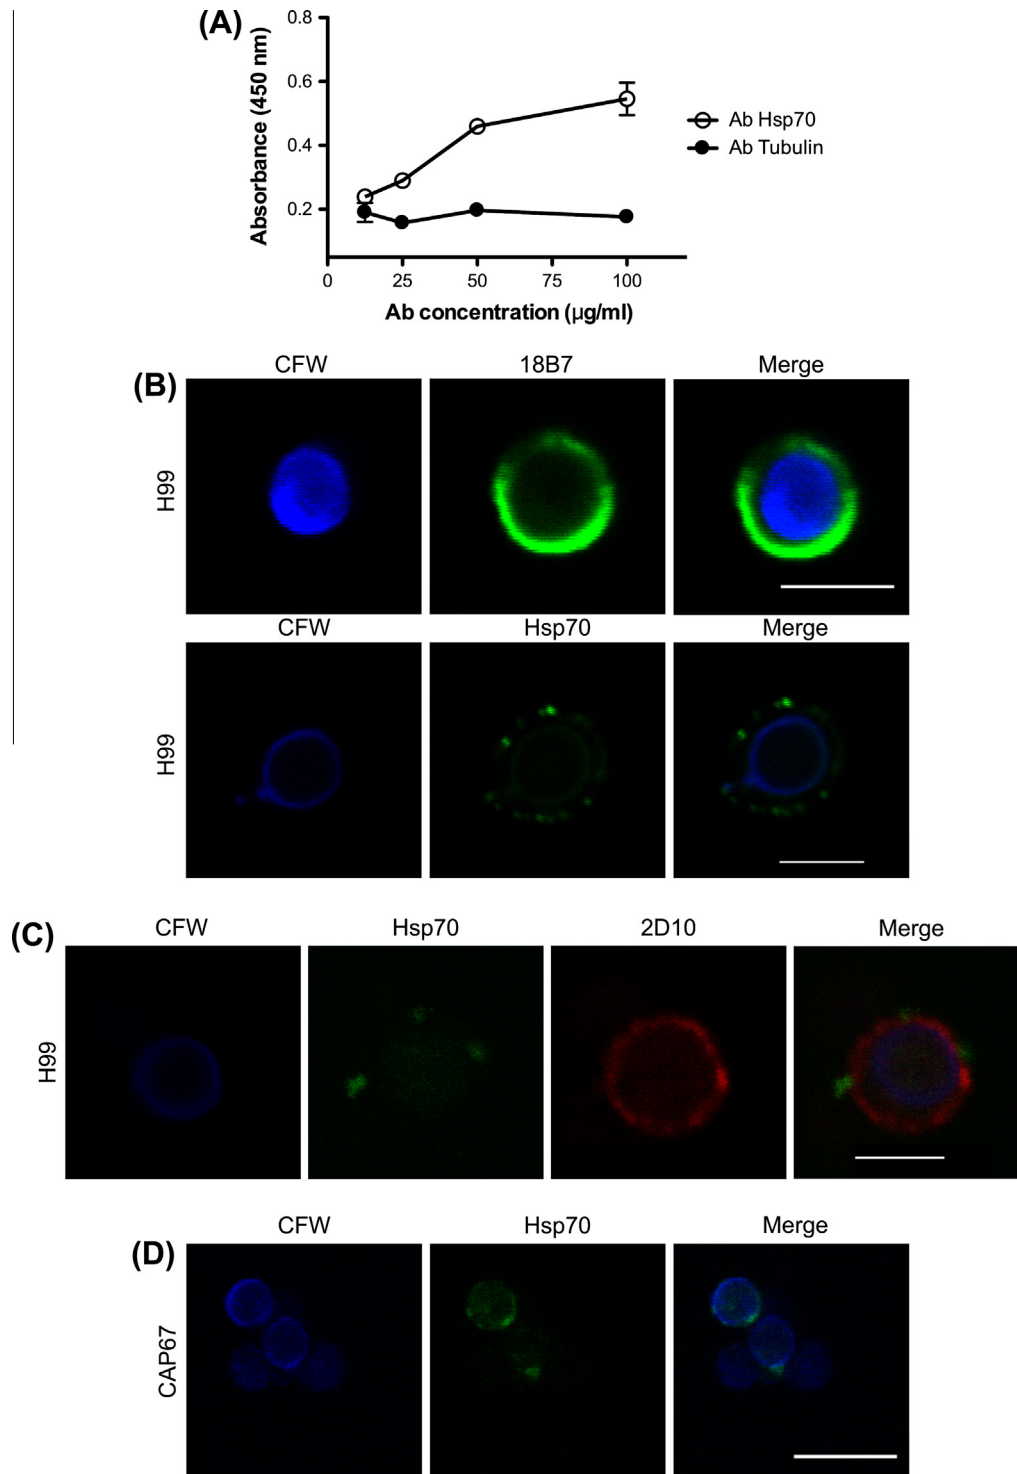 (A)
Absorbance (450 nm)
0.8
0.6
0.4
0.2
0 25 50 75 100
Ab concentration (µg/ml)
Ab Hsp70
Ab Tubulin
(B)
CFW 18B7 Merge
H99
CFW Hsp70 Merge
H99
(C)
CFW Hsp70 2D10 Merge
H99
(D)
CFW Hsp70 Merge
CAP67